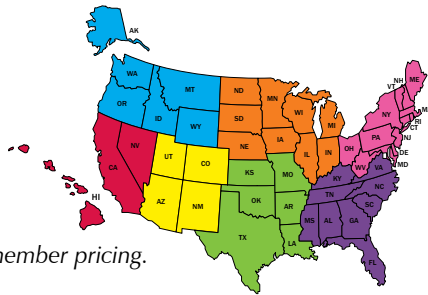 AK
WA
OR
ID
MT
WY
ND
SD
NE
MN
IA
WI
IL
MI
IN
OH
WV
PA
NY
VT
NH
ME
RI
CT
NJ
DE
MD
CA
NV
HI
UT
CO
AZ
NM
KS
MO
OK
AR
TX
LA
KY
VA
TN
NC
SC
MS
AL
GA
FL
member pricing.